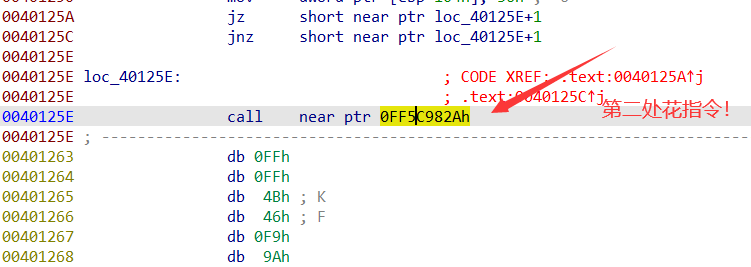 0040125A jz short near ptr loc_40125E+1
0040125C jnz short near ptr loc_40125E+1
0040125E
0040125E loc_40125E: ; CODE XREF: .text:0040125A↑j
0040125E ; .text:0040125C↑j
0040125E call near ptr 0FF5C982Ah
第二处花指令！
0040125E ; ---------------------------------------------------------------------------
00401263 db 0FFh
00401264 db 0FFh
00401265 db 4Bh ; K
00401266 db 46h ; F
00401267 db 0F9h
00401268 db 9Ah